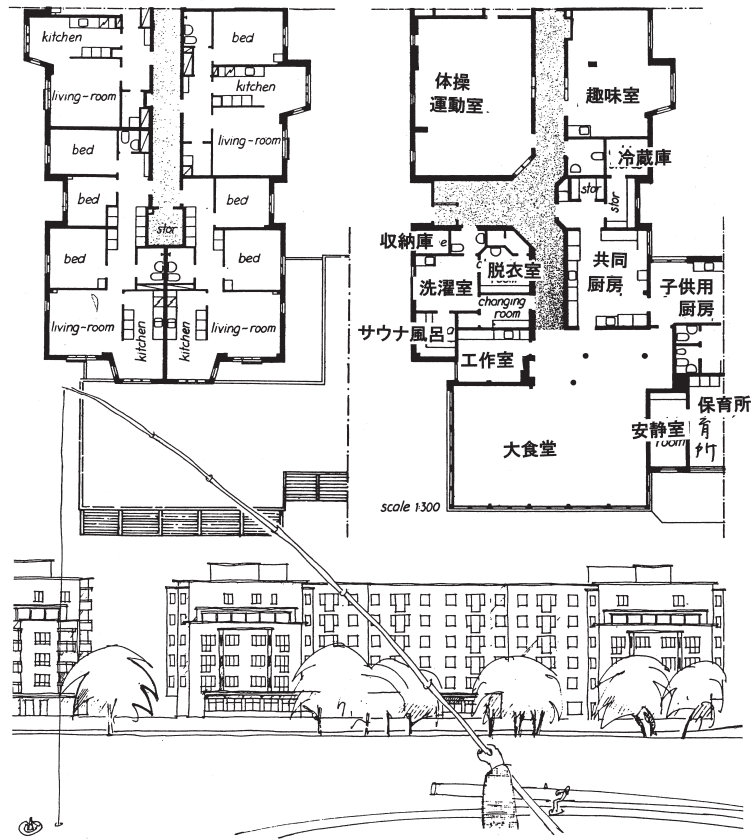 kitchen
bed
kitchen
living-room
living-room
bed
bed
bed
stor
bed
bed
living-room
kitchen
kitchen
living-room
体操
運動室
趣味室
冷蔵庫
stor
stor
収納庫 e
脱衣室
room
洗濯室
共同
厨房
子供用
厨房
changing
room
サウナ風呂
工作室
保育所
育
所
安静室
room
大食堂
scale 1:300